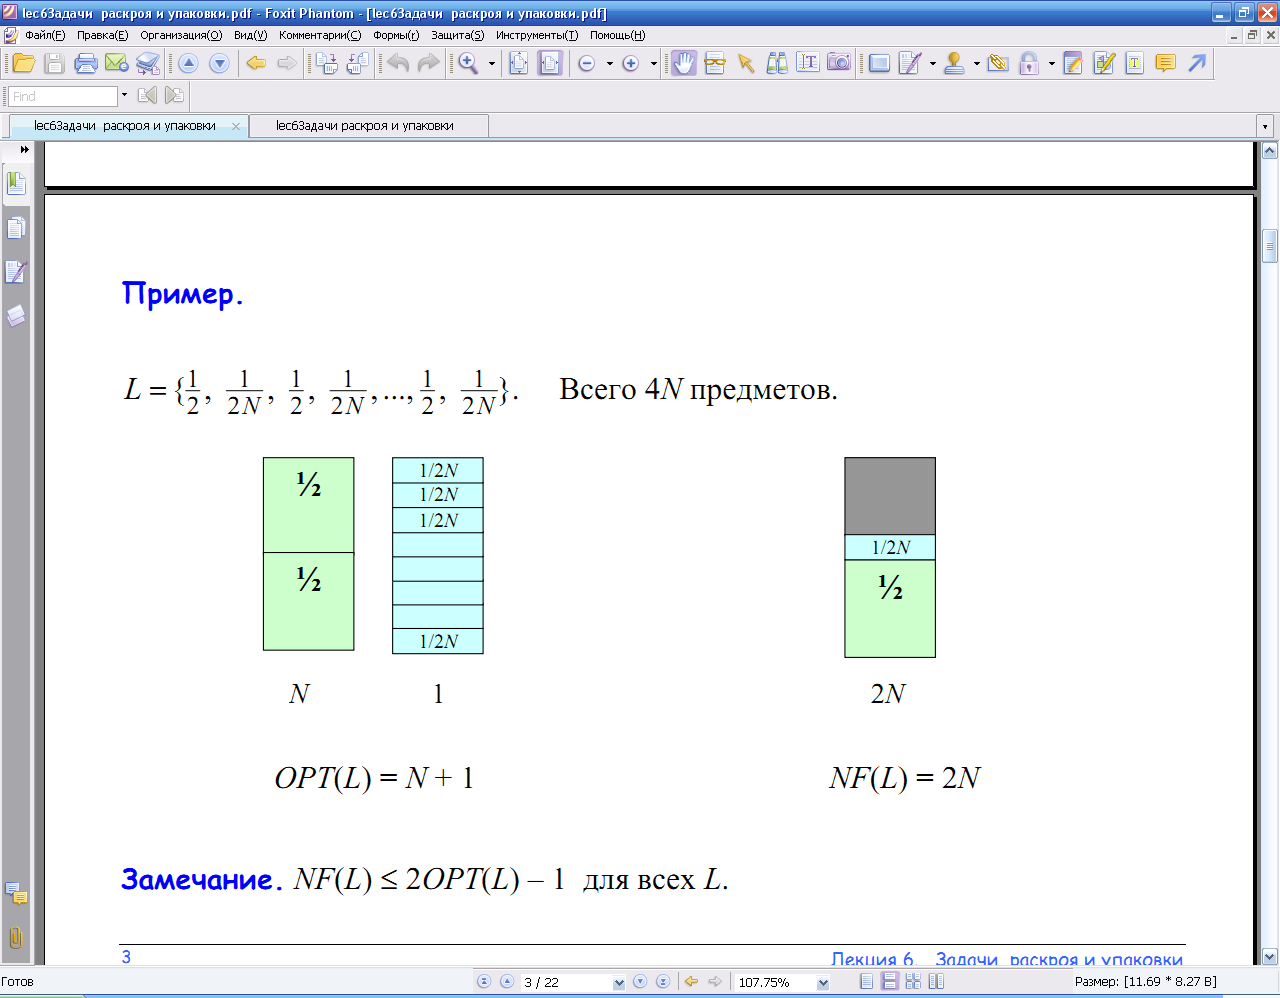 lec6Задачи  раскроя и упаковки.pdf - Foxit Phantom - [lec6Задачи  раскроя и упаковки.pdf]
Файл(F) Правка(E) Организация(O) Вид(V) Комментарии(C) Формы(r) Защита(S) Инструменты(T) Помощь(H)
Find
lec6Задачи  раскроя и упаковки lec6Задачи раскроя и упаковки
Пример.
L = {1/2, 1/2N, 1/2, 1/2N, ..., 1/2, 1/2N}. Всего 4N предметов.
½ 1/2N
1/2N
1/2N
1/2N
½ ½
1/2N
N 1 2N
OPT(L) = N + 1 NF(L) = 2N
Замечание. NF(L) ≤ 2OPT(L) – 1 для всех L.
3 Лекция 6. Задачи раскроя и упаковки
Готов 3 / 22 107.75% Размер: [11.69 * 8.27 В]